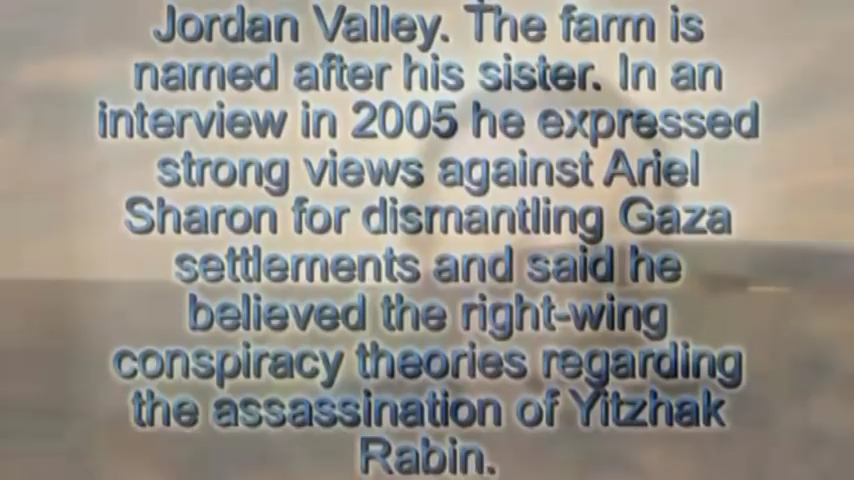 Jordan Valley. The farm is
named after his sister. In an
interview in 2005 he expressed
strong views against Ariel
Sharon for dismantling Gaza
settlements and said he
believed the right-wing
conspiracy theories regarding
the assassination of Yitzhak
Rabin.